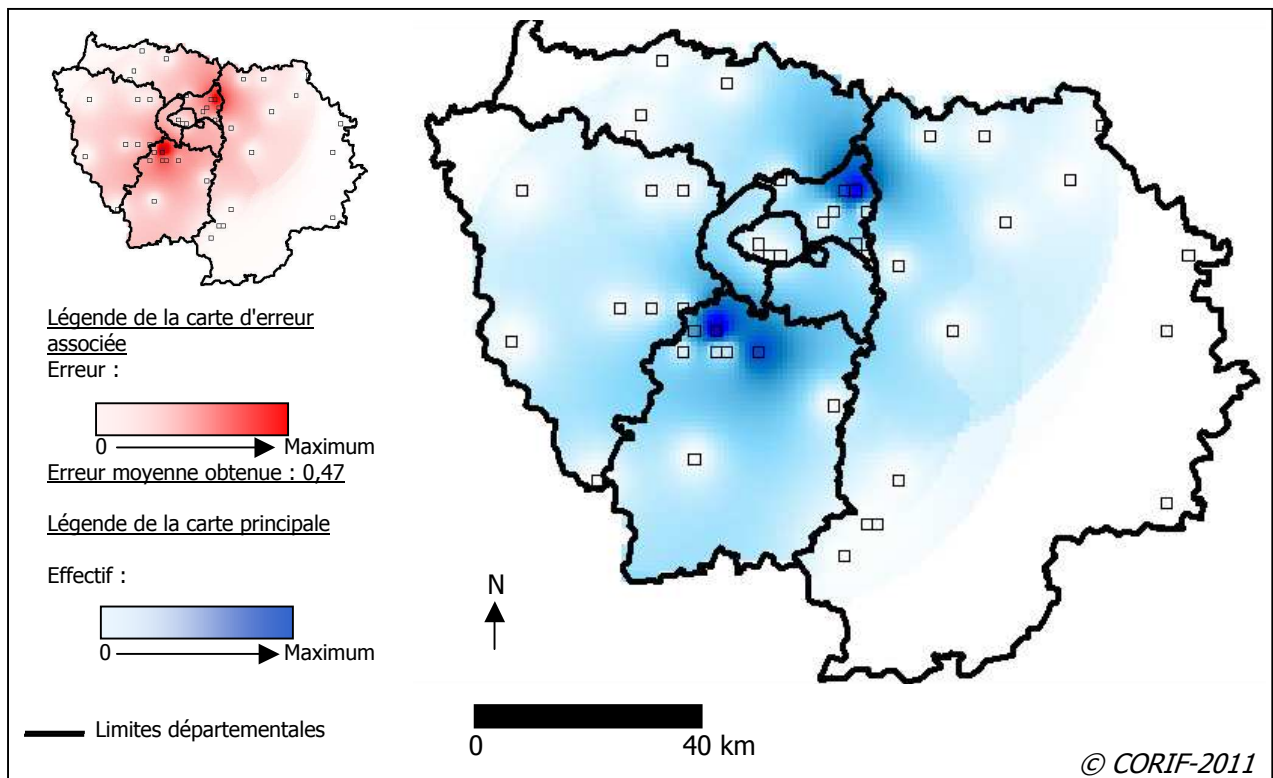 Légende de la carte d'erreur
associée
Erreur :
0 Maximum
Erreur moyenne obtenue : 0,47
Légende de la carte principale
Effectif :
0 Maximum
Limites départementales
N
0 40 km
© CORIF-2011